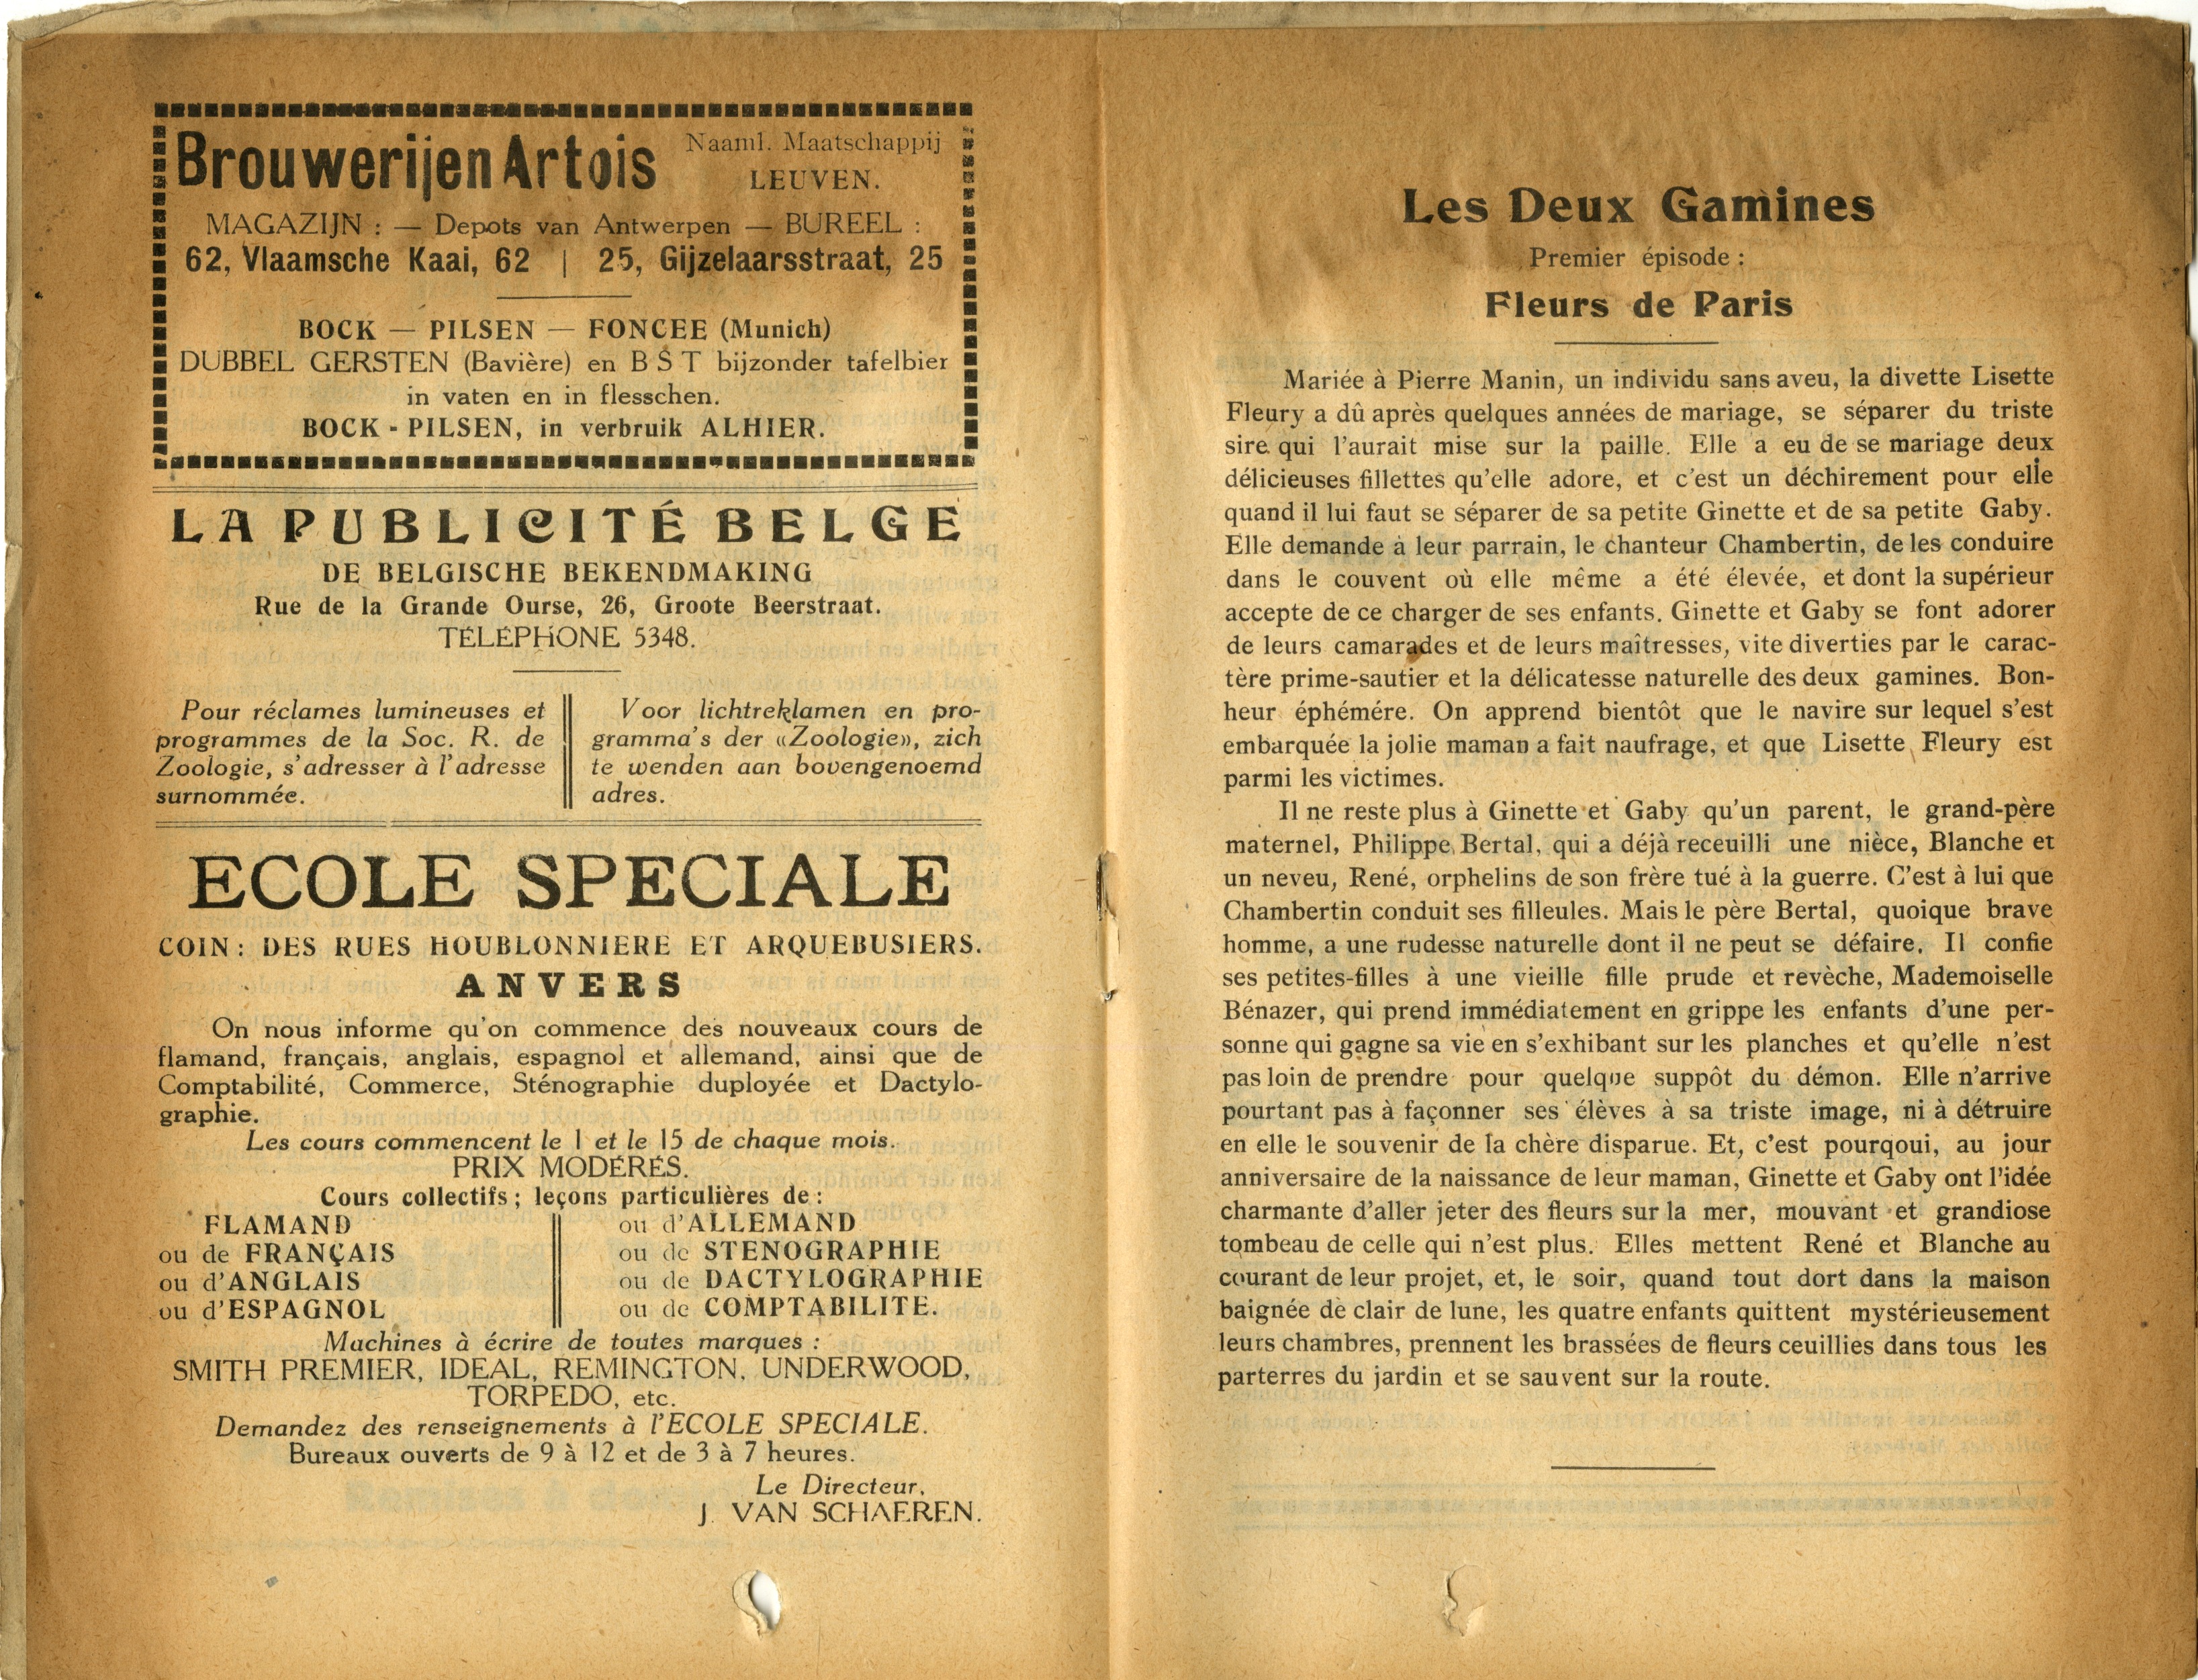 Brouwerijen Artois
Naaml. Maatschappij
LEUVEN.
MAGAZIJN : — Depots van Antwerpen — BUREEL :
62, Vlaamsche Kaai, 62 | 25, Gijzelaarsstraat, 25
BOCK — PILSEN — FONCEE (Munich)
DUBBEL GERSTEN (Bavière) en B S T bijzonder tafelbier
in vaten en in flesschen.
BOCK - PILSEN, in verbruik ALHIER.
LA PUBLICITÉ BELGE
DE BELGISCHE BEKENDMAKING
Rue de la Grande Ourse, 26, Groote Beerstraat.
TÉLÉPHONE 5348.
Pour réclames lumineuses et
programmes de la Soc. R. de
Zoologie, s'adresser à l'adresse
surnommée.
Voor lichtreklamen en pro-
gramma's der «Zoologie», zich
te wenden aan bovengenoemd
adres.
ECOLE SPECIALE
COIN: DES RUES HOUBLONNIERE ET ARQUEBUSIERS.
ANVERS
On nous informe qu'on commence des nouveaux cours de
flamand, français, anglais, espagnol et allemand, ainsi que de
Comptabilité, Commerce, Sténographie duployée et Dactylo-
graphie.
Les cours commencent le 1 et le 15 de chaque mois.
PRIX MODÉRÉS.
Cours collectifs ; leçons particulières de :
FLAMAND
ou de FRANÇAIS
ou d'ANGLAIS
ou d'ESPAGNOL
ou d'ALLEMAND
ou de STENOGRAPHIE
ou de DACTYLOGRAPHIE
ou de COMPTABILITE.
Machines à écrire de toutes marques :
SMITH PREMIER, IDEAL, REMINGTON, UNDERWOOD,
TORPEDO, etc.
Demandez des renseignements à l'ECOLE SPECIALE.
Bureaux ouverts de 9 à 12 et de 3 à 7 heures.
Le Directeur,
J. VAN SCHAEREN.
Les Deux Gamines
Premier épisode :
Fleurs de Paris
Mariée à Pierre Manin, un individu sans aveu, la divette Lisette
Fleury a dû après quelques années de mariage, se séparer du triste
sire qui l'aurait mise sur la paille. Elle a eu de se mariage deux
délicieuses fillettes qu'elle adore, et c'est un déchirement pour elle
quand il lui faut se séparer de sa petite Ginette et de sa petite Gaby.
Elle demande à leur parrain, le chanteur Chambertin, de les conduire
dans le couvent où elle même a été élevée, et dont la supérieur
accepte de ce charger de ses enfants. Ginette et Gaby se font adorer
de leurs camarades et de leurs maîtresses, vite diverties par le carac-
tère prime-sautier et la délicatesse naturelle des deux gamines. Bon-
heur éphémére. On apprend bientôt que le navire sur lequel s'est
embarquée la jolie maman a fait naufrage, et que Lisette Fleury est
parmi les victimes.
Il ne reste plus à Ginette et Gaby qu'un parent, le grand-père
maternel, Philippe Bertal, qui a déjà receuilli une nièce, Blanche et
un neveu, René, orphelins de son frère tué à la guerre. C'est à lui que
Chambertin conduit ses filleules. Mais le père Bertal, quoique brave
homme, a une rudesse naturelle dont il ne peut se défaire. Il confie
ses petites-filles à une vieille fille prude et revèche, Mademoiselle
Bénazer, qui prend immédiatement en grippe les enfants d'une per-
sonne qui gagne sa vie en s'exhibant sur les planches et qu'elle n'est
pas loin de prendre pour quelque suppôt du démon. Elle n'arrive
pourtant pas à façonner ses élèves à sa triste image, ni à détruire
en elle le souvenir de la chère disparue. Et, c'est pourqoui, au jour
anniversaire de la naissance de leur maman, Ginette et Gaby ont l'idée
charmante d'aller jeter des fleurs sur la mer, mouvant et grandiose
tombeau de celle qui n'est plus. Elles mettent René et Blanche au
courant de leur projet, et, le soir, quand tout dort dans la maison
baignée de clair de lune, les quatre enfants quittent mystérieusement
leurs chambres, prennent les brassées de fleurs ceuillies dans tous les
parterres du jardin et se sauvent sur la route.